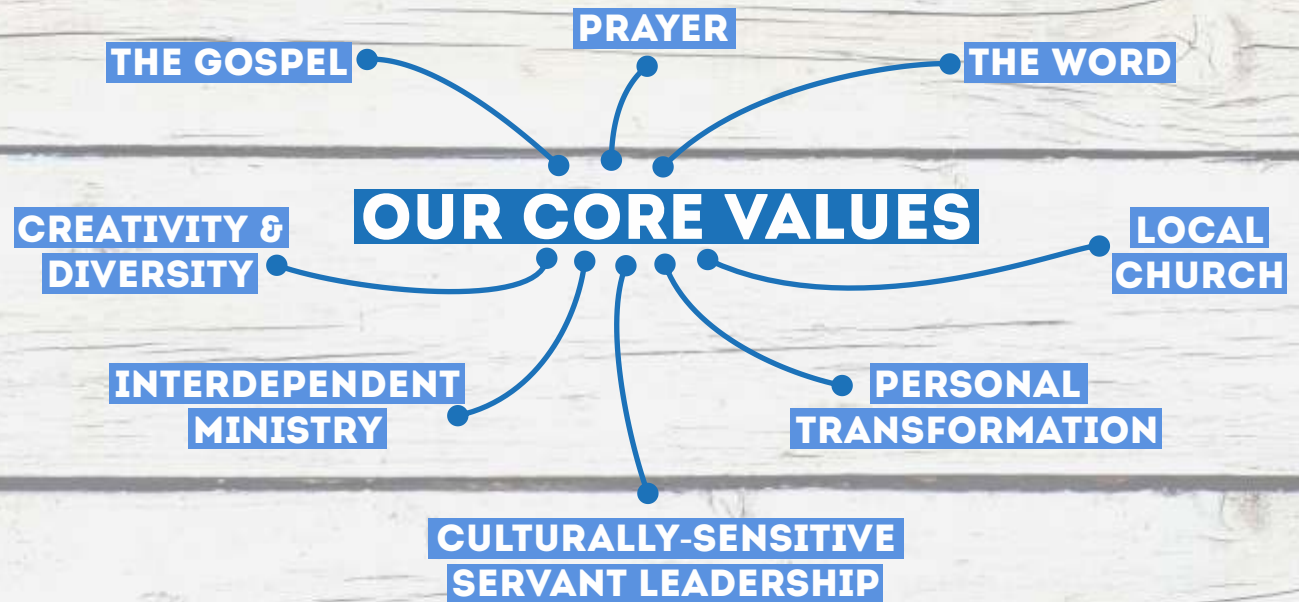 PRAYER
THE GOSPEL
THE WORD
OUR CORE VALUES
CREATIVITY &
DIVERSITY
LOCAL
CHURCH
INTERDEPENDENT
MINISTRY
PERSONAL
TRANSFORMATION
CULTURALLY-SENSITIVE
SERVANT LEADERSHIP